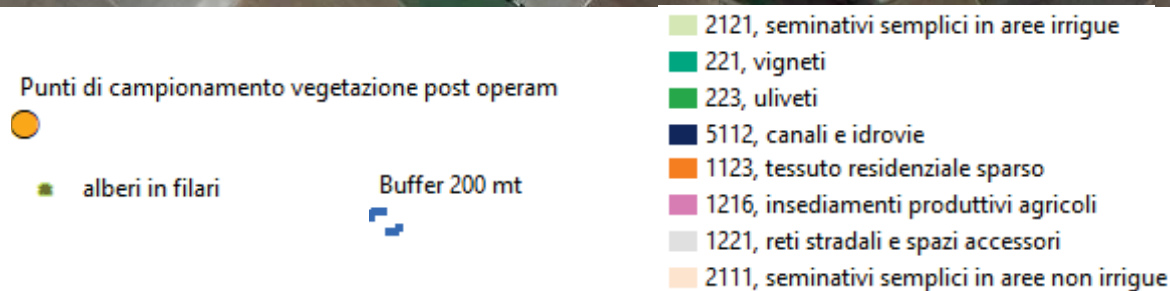 Punti di campionamento vegetazione post operam
alberi in filari
Buffer 200 mt
2121, seminativi semplici in aree irrigue
221, vigneti
223, uliveti
5112, canali e idrovie
1123, tessuto residenziale sparso
1216, insediamenti produttivi agricoli
1221, reti stradali e spazi accessori
2111, seminativi semplici in aree non irrigue